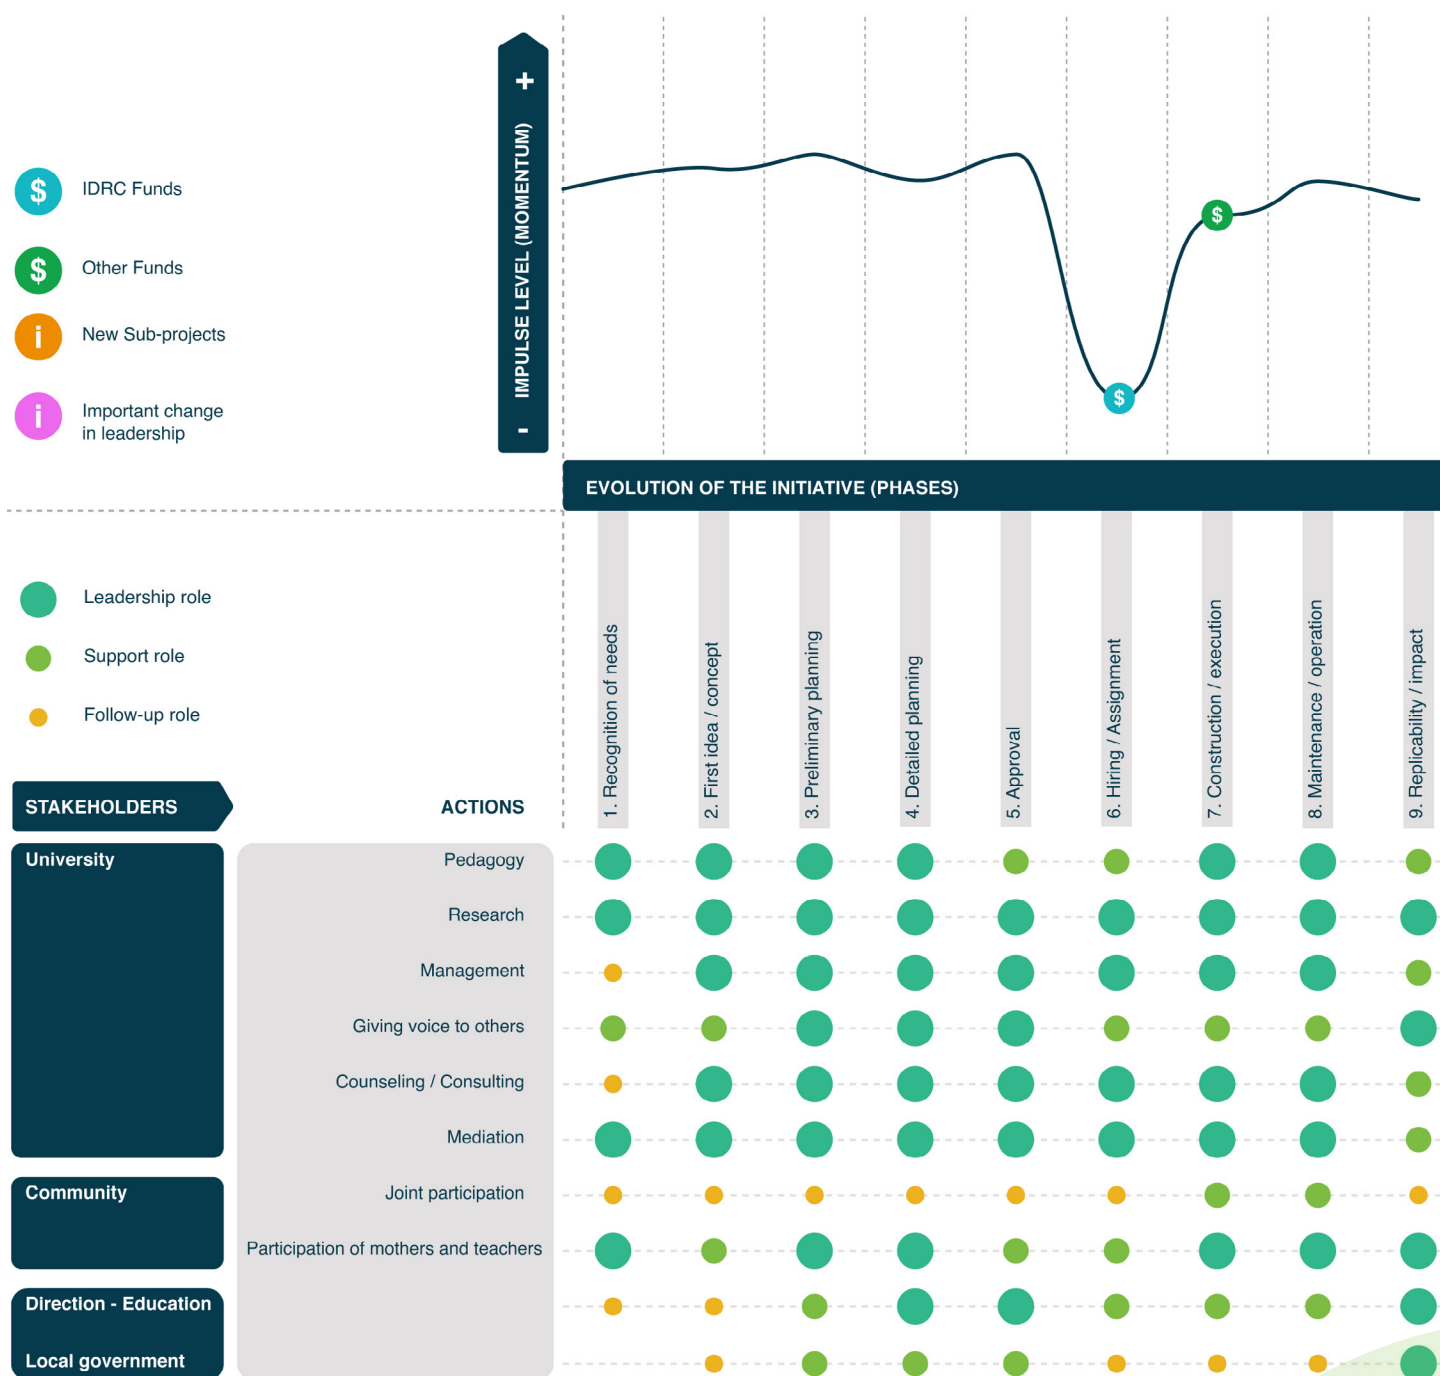 +
IMPULSE LEVEL (MOMENTUM)
-
$ IDRC Funds
$ Other Funds
i New Sub-projects
i Important change
in leadership
$
$
EVOLUTION OF THE INITIATIVE (PHASES)
Leadership role
Support role
Follow-up role
1. Recognition of needs
2. First idea / concept
3. Preliminary planning
4. Detailed planning
5. Approval
6. Hiring / Assignment
7. Construction / execution
8. Maintenance / operation
9. Replicability / impact
STAKEHOLDERS
ACTIONS
University
Pedagogy
Research
Management
Giving voice to others
Counseling / Consulting
Mediation
Community
Joint participation
Participation of mothers and teachers
Direction - Education
Local government